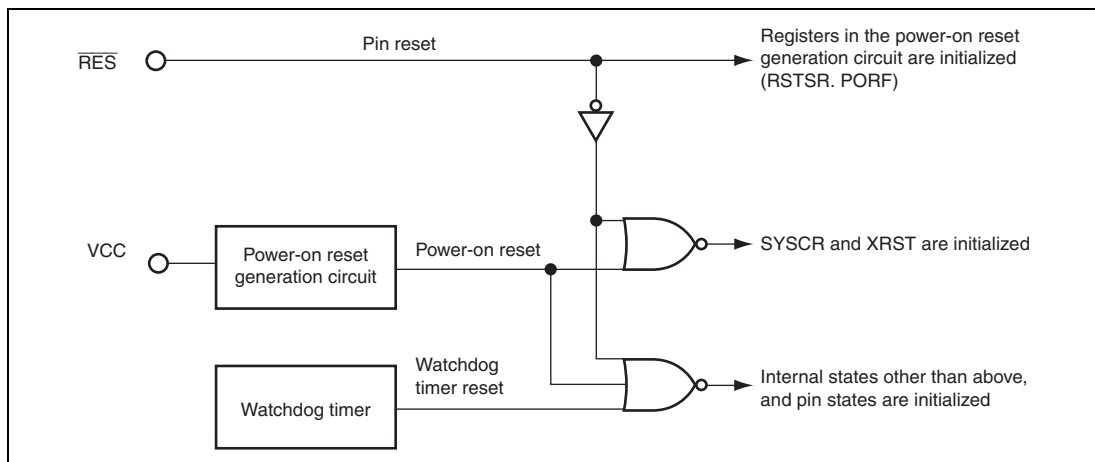 RES
Pin reset
Registers in the power-on reset
generation circuit are initialized
(RSTSR. PORF)
VCC
Power-on reset
generation circuit
Power-on reset
SYSCR and XRST are initialized
Watchdog timer
Watchdog
timer reset
Internal states other than above,
and pin states are initialized